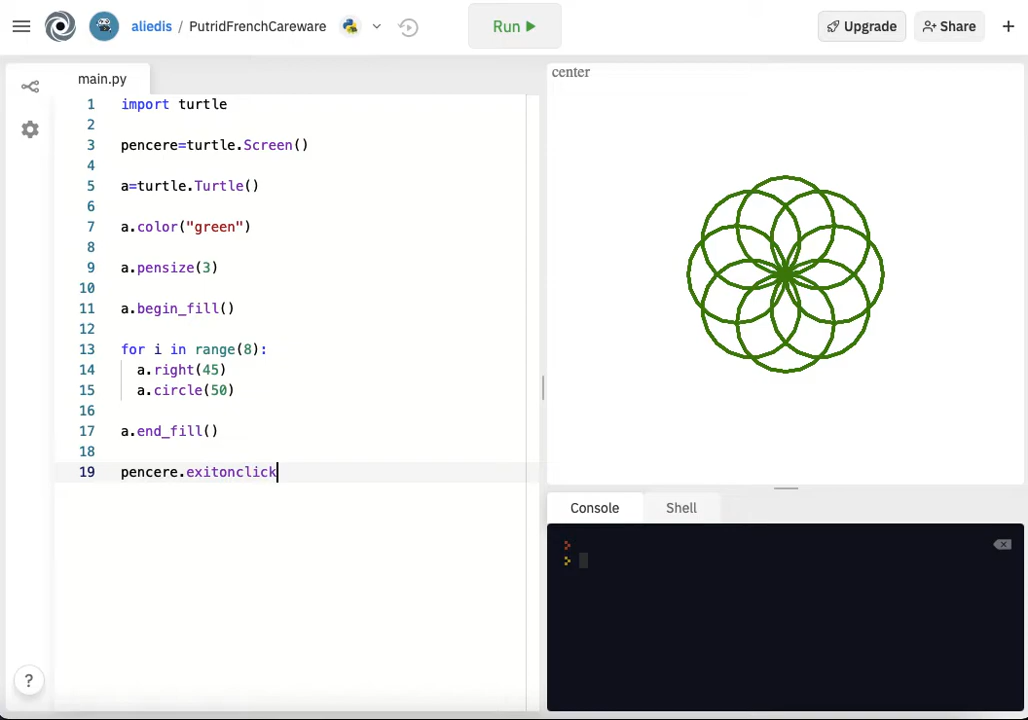 aliedis / PutridFrenchCareware
Run
Upgrade
Share
main.py
center
1 import turtle
2
3 pencere=turtle.Screen()
4
5 a=turtle.Turtle()
6
7 a.color("green")
8
9 a.pensize(3)
10
11 a.begin_fill()
12
13 for i in range(8):
14 a.right(45)
15 a.circle(50)
16
17 a.end_fill()
18
19 pencere.exitonclick
Console
Shell
>
>
?